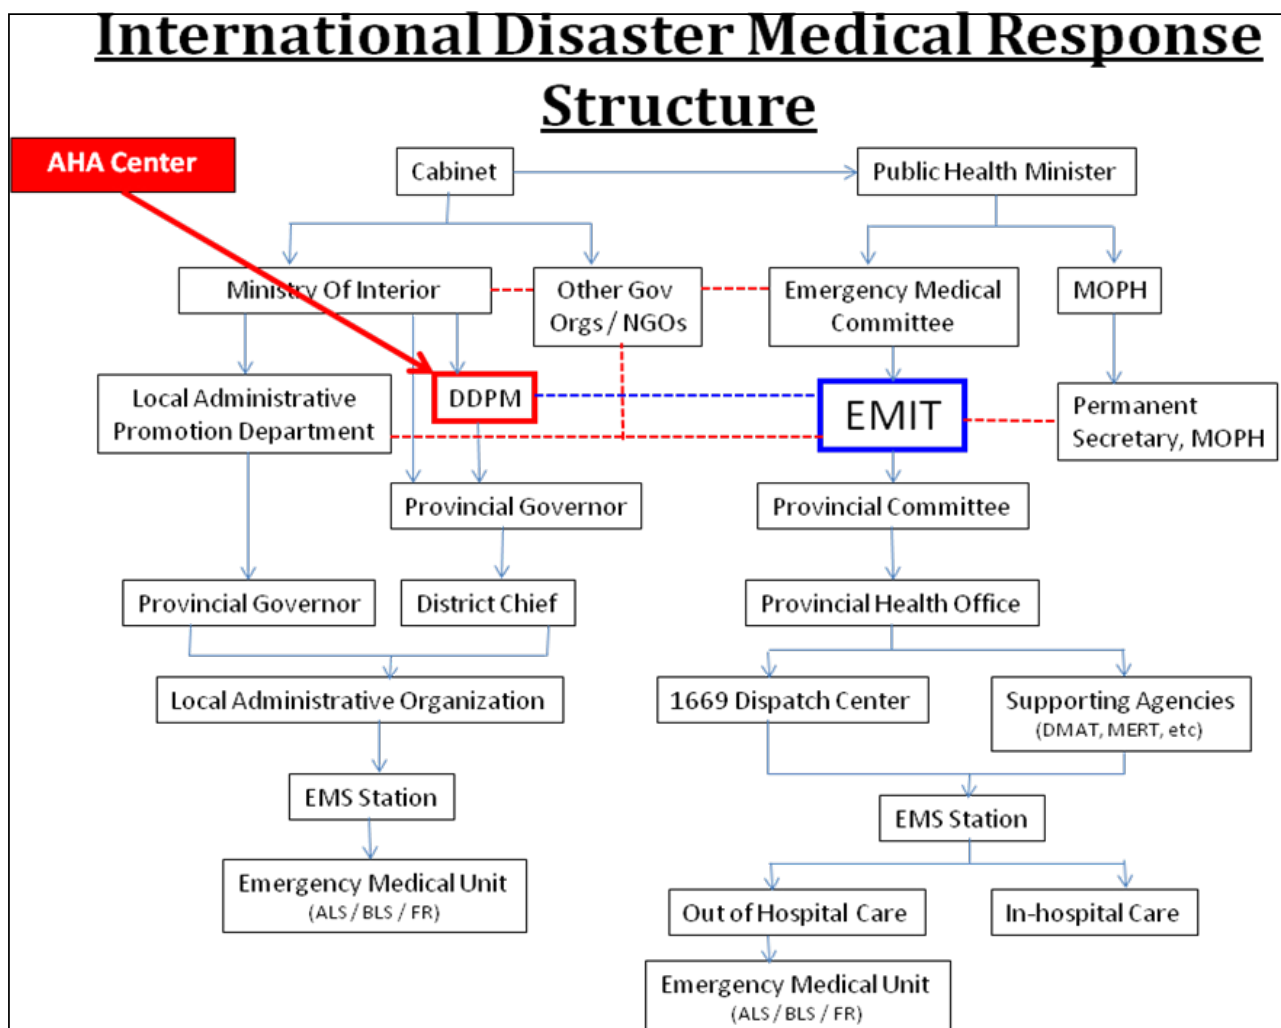 International Disaster Medical Response
Structure
AHA Center
Cabinet
Public Health Minister
Ministry Of Interior
Other Gov
Orgs / NGOs
Emergency Medical
Committee
MOPH
Local Administrative
Promotion Department
DDPM
EMIT
Permanent
Secretary, MOPH
Provincial Governor
Provincial Committee
Provincial Governor
District Chief
Provincial Health Office
Local Administrative Organization
1669 Dispatch Center
Supporting Agencies
(DMAT, MERT, etc)
EMS Station
EMS Station
Emergency Medical Unit
(ALS / BLS / FR)
Out of Hospital Care
In-hospital Care
Emergency Medical Unit
(ALS / BLS / FR)